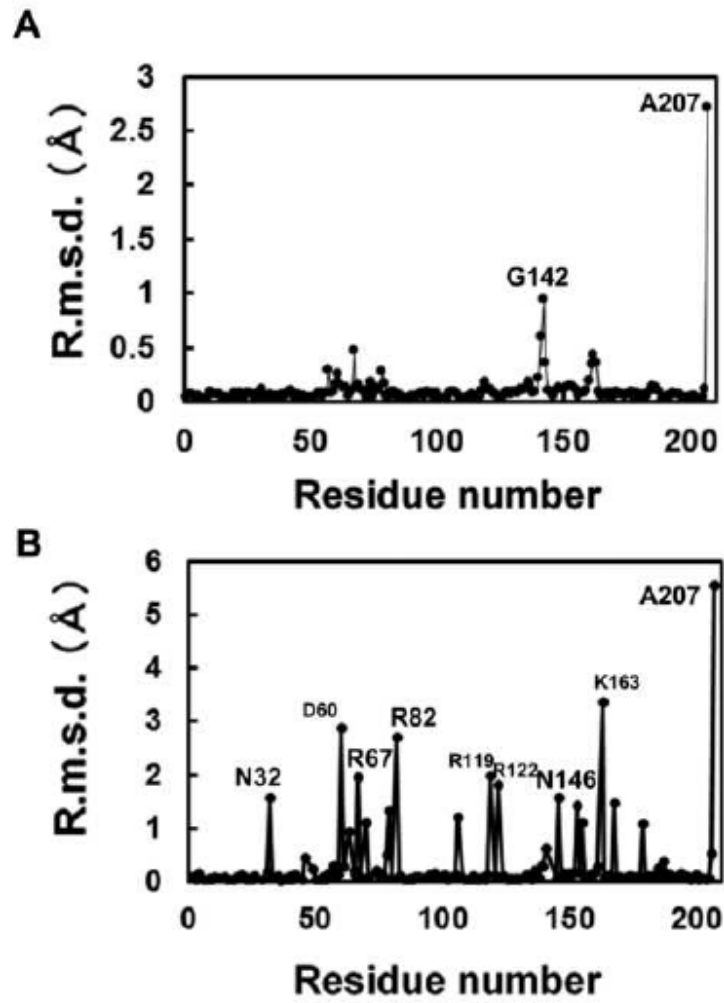 A
R.m.s.d. (Å)
3
2.5
2
1.5
1
0.5
0
A207
G142
0 50 100 150 200
Residue number
B
R.m.s.d. (Å)
6
5
4
3
2
1
0
A207
K163
D60
R82
R67
R119
R122
N32
N146
0 50 100 150 200
Residue number